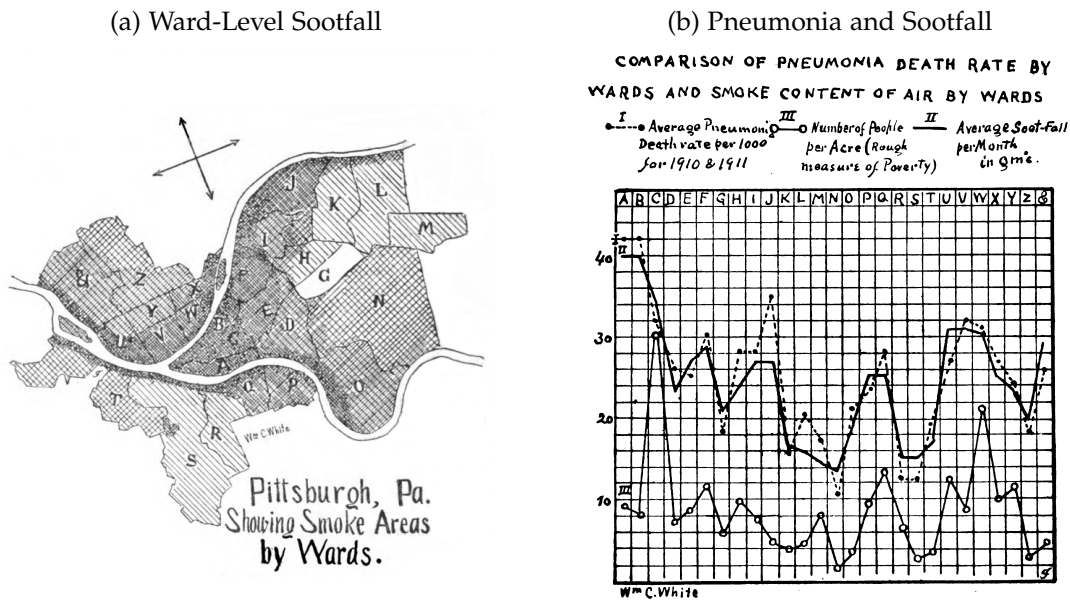 (a) Ward-Level Sootfall
J
K
L
M
I
H
G
F
&
Z
X
Y
W
N
E
B
D
U
V
C
A
O
Q
P
T
R
Wm C. White
S
Pittsburgh, Pa.
Showing Smoke Areas
by Wards.
(b) Pneumonia and Sootfall
COMPARISON OF PNEUMONIA DEATH RATE BY
WARDS AND SMOKE CONTENT OF AIR BY WARDS
I Average Pneumoni
Death rate per 1000
for 1910 & 1911
III Number of People
per Acre (Rough
measure of Poverty)
II Average Soot-Fall
per Month
in gms.
A B C D E F G H I J K L M N O P Q R S T U V W X Y Z &
I
II
40
30
20
III
10
Wm C. White